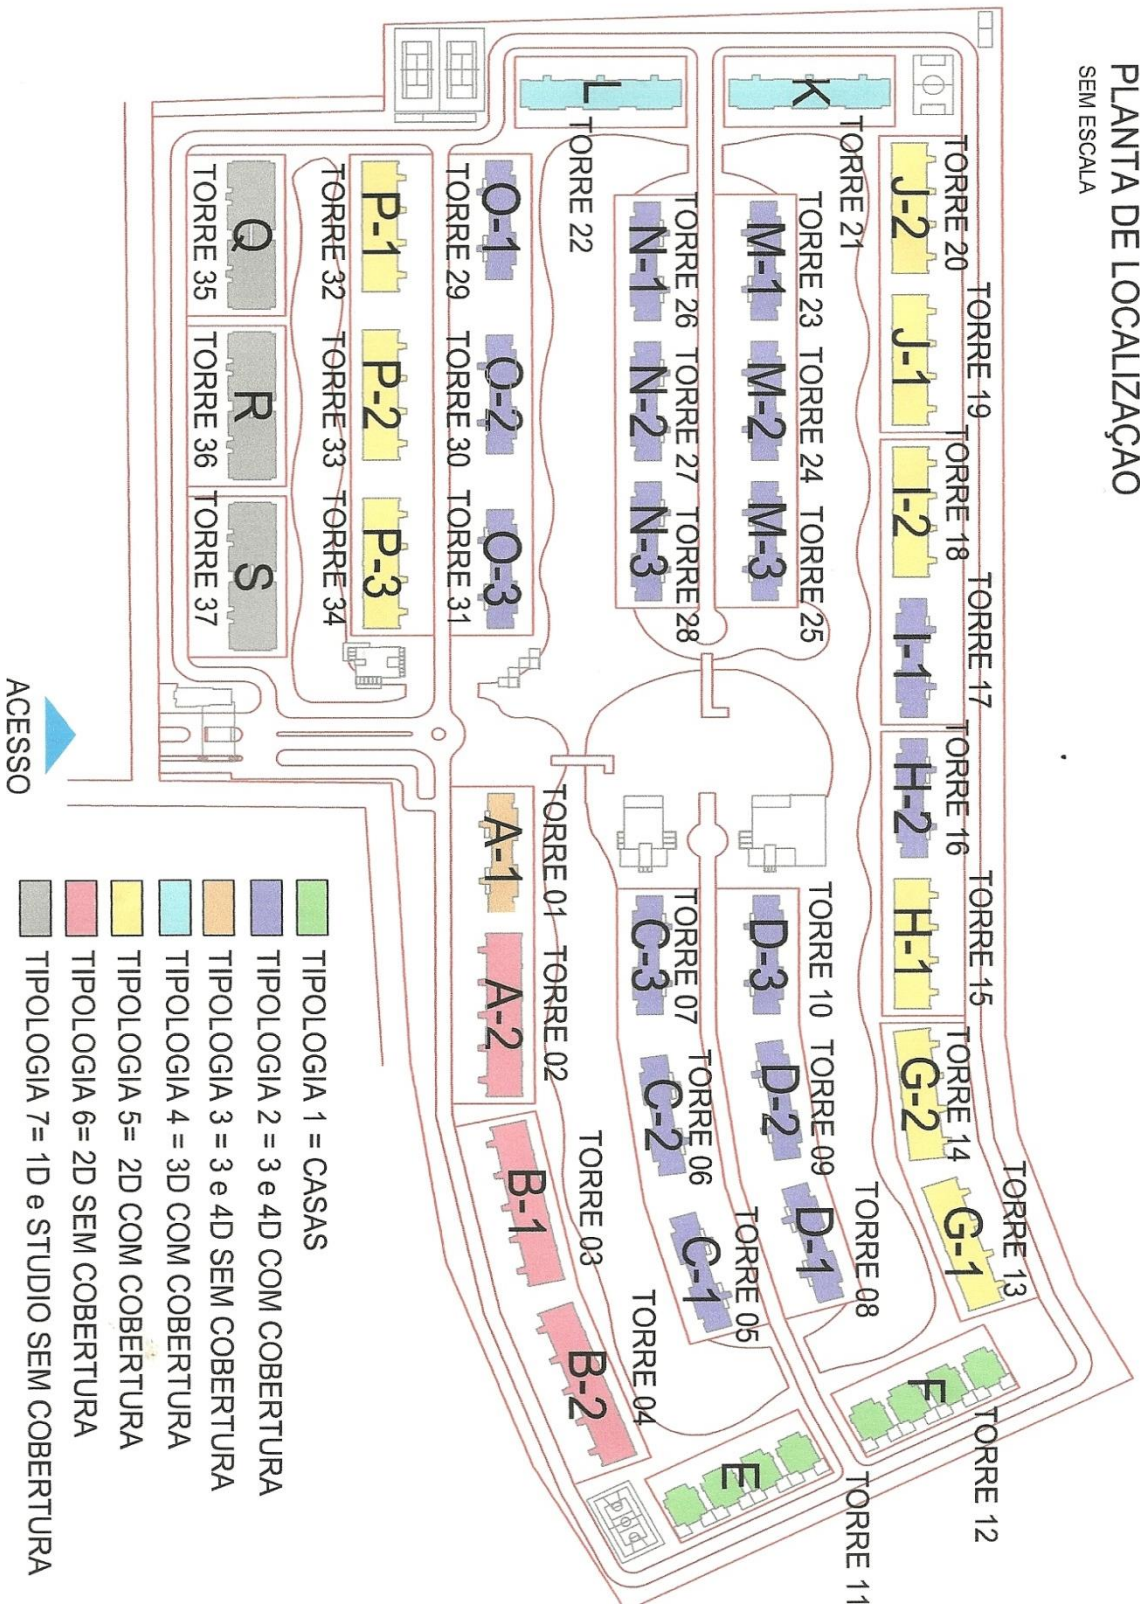 PLANTA DE LOCALIZAÇAO
SEM ESCALA
TORRE 20
J-2
TORRE 19
J-1
TORRE 18
I-2
TORRE 17
I-1
TORRE 16
H-2
TORRE 15
H-1
TORRE 14
G-2
TORRE 13
G-1
TORRE 12
F
TORRE 21
K
TORRE 23
M-1
TORRE 24
M-2
TORRE 25
M-3
TORRE 10
D-3
TORRE 09
D-2
TORRE 08
D-1
TORRE 11
E
TORRE 26
N-1
TORRE 27
N-2
TORRE 28
N-3
TORRE 07
C-3
TORRE 06
C-2
TORRE 05
C-1
TORRE 22
L
O-1
TORRE 29
O-2
TORRE 30
O-3
TORRE 31
TORRE 01
A-1
TORRE 02
A-2
TORRE 03
B-1
TORRE 04
B-2
P-1
TORRE 32
P-2
TORRE 33
P-3
TORRE 34
Q
TORRE 35
R
TORRE 36
S
TORRE 37
ACESSO
TIPOLOGIA 1 = CASAS
TIPOLOGIA 2 = 3 e 4D COM COBERTURA
TIPOLOGIA 3 = 3 e 4D SEM COBERTURA
TIPOLOGIA 4 = 3D COM COBERTURA
TIPOLOGIA 5= 2D COM COBERTURA
TIPOLOGIA 6= 2D SEM COBERTURA
TIPOLOGIA 7= 1D e STUDIO SEM COBERTURA